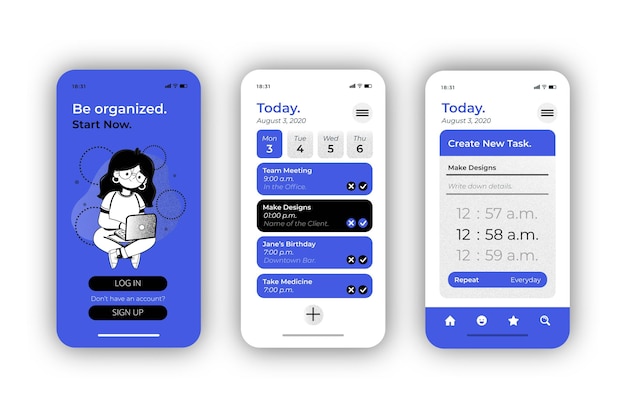 18:31
Be organized.
Start Now.
LOG IN
Don't have an account?
SIGN UP
18:31
Today.
August 3, 2020
Mon Tue Wed Thu
3 4 5 6
Team Meeting
9:00 a.m.
In the Office.
Make Designs
01:00 p.m.
Name of the Client.
Jane's Birthday
7:00 p.m.
Downtown Bar.
Take Medicine
7:00 p.m.
18:31
Today.
August 3, 2020
Create New Task.
Make Designs
Write down details.
12 : 57 a.m.
12 : 58 a.m.
12 : 59 a.m.
Repeat Everyday